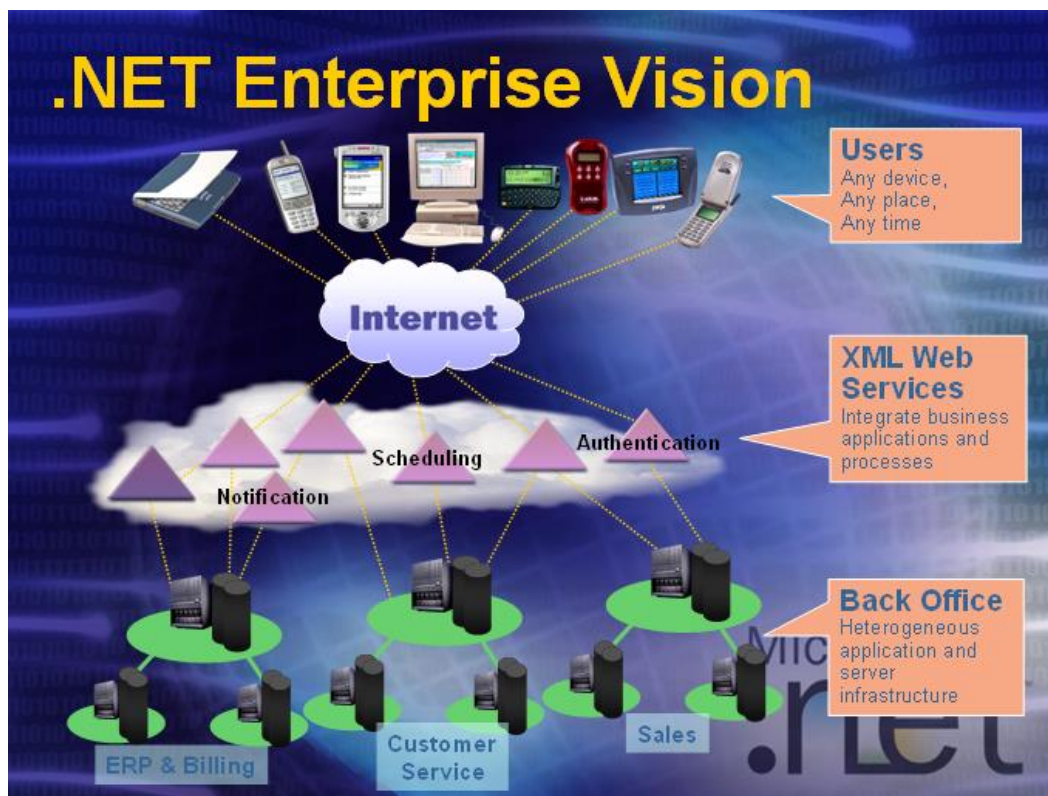 .NET Enterprise Vision
Users
Any device,
Any place,
Any time
Internet
XML Web
Services
Integrate business
applications and
processes
Authentication
Scheduling
Notification
Back Office
Heterogeneous
application and
server
infrastructure
Mic
.net
Sales
Customer
Service
ERP & Billing